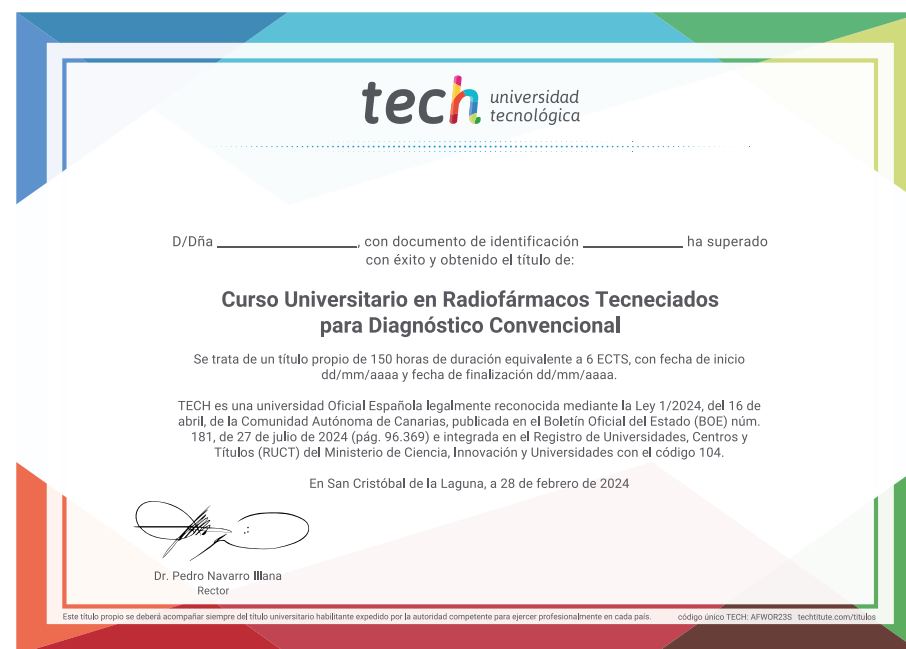 tech universidad
tecnológica
D/Dña ________________, con documento de identificación ____________ ha superado
con éxito y obtenido el título de:
Curso Universitario en Radiofármacos Tecneciados
para Diagnóstico Convencional
Se trata de un título propio de 150 horas de duración equivalente a 6 ECTS, con fecha de inicio
dd/mm/aaaa y fecha de finalización dd/mm/aaaa.
TECH es una universidad Oficial Española legalmente reconocida mediante la Ley 1/2024, del 16 de
abril, de la Comunidad Autónoma de Canarias, publicada en el Boletín Oficial del Estado (BOE) núm.
181, de 27 de julio de 2024 (pág. 96.369) e integrada en el Registro de Universidades, Centros y
Títulos (RUCT) del Ministerio de Ciencia, Innovación y Universidades con el código 104.
En San Cristóbal de la Laguna, a 28 de febrero de 2024
Dr. Pedro Navarro Illana
Rector
Este título propio se deberá acompañar siempre del título universitario habilitante expedido por la autoridad competente para ejercer profesionalmente en cada país. código único TECH: AFWOR23S techtitute.com/titulos